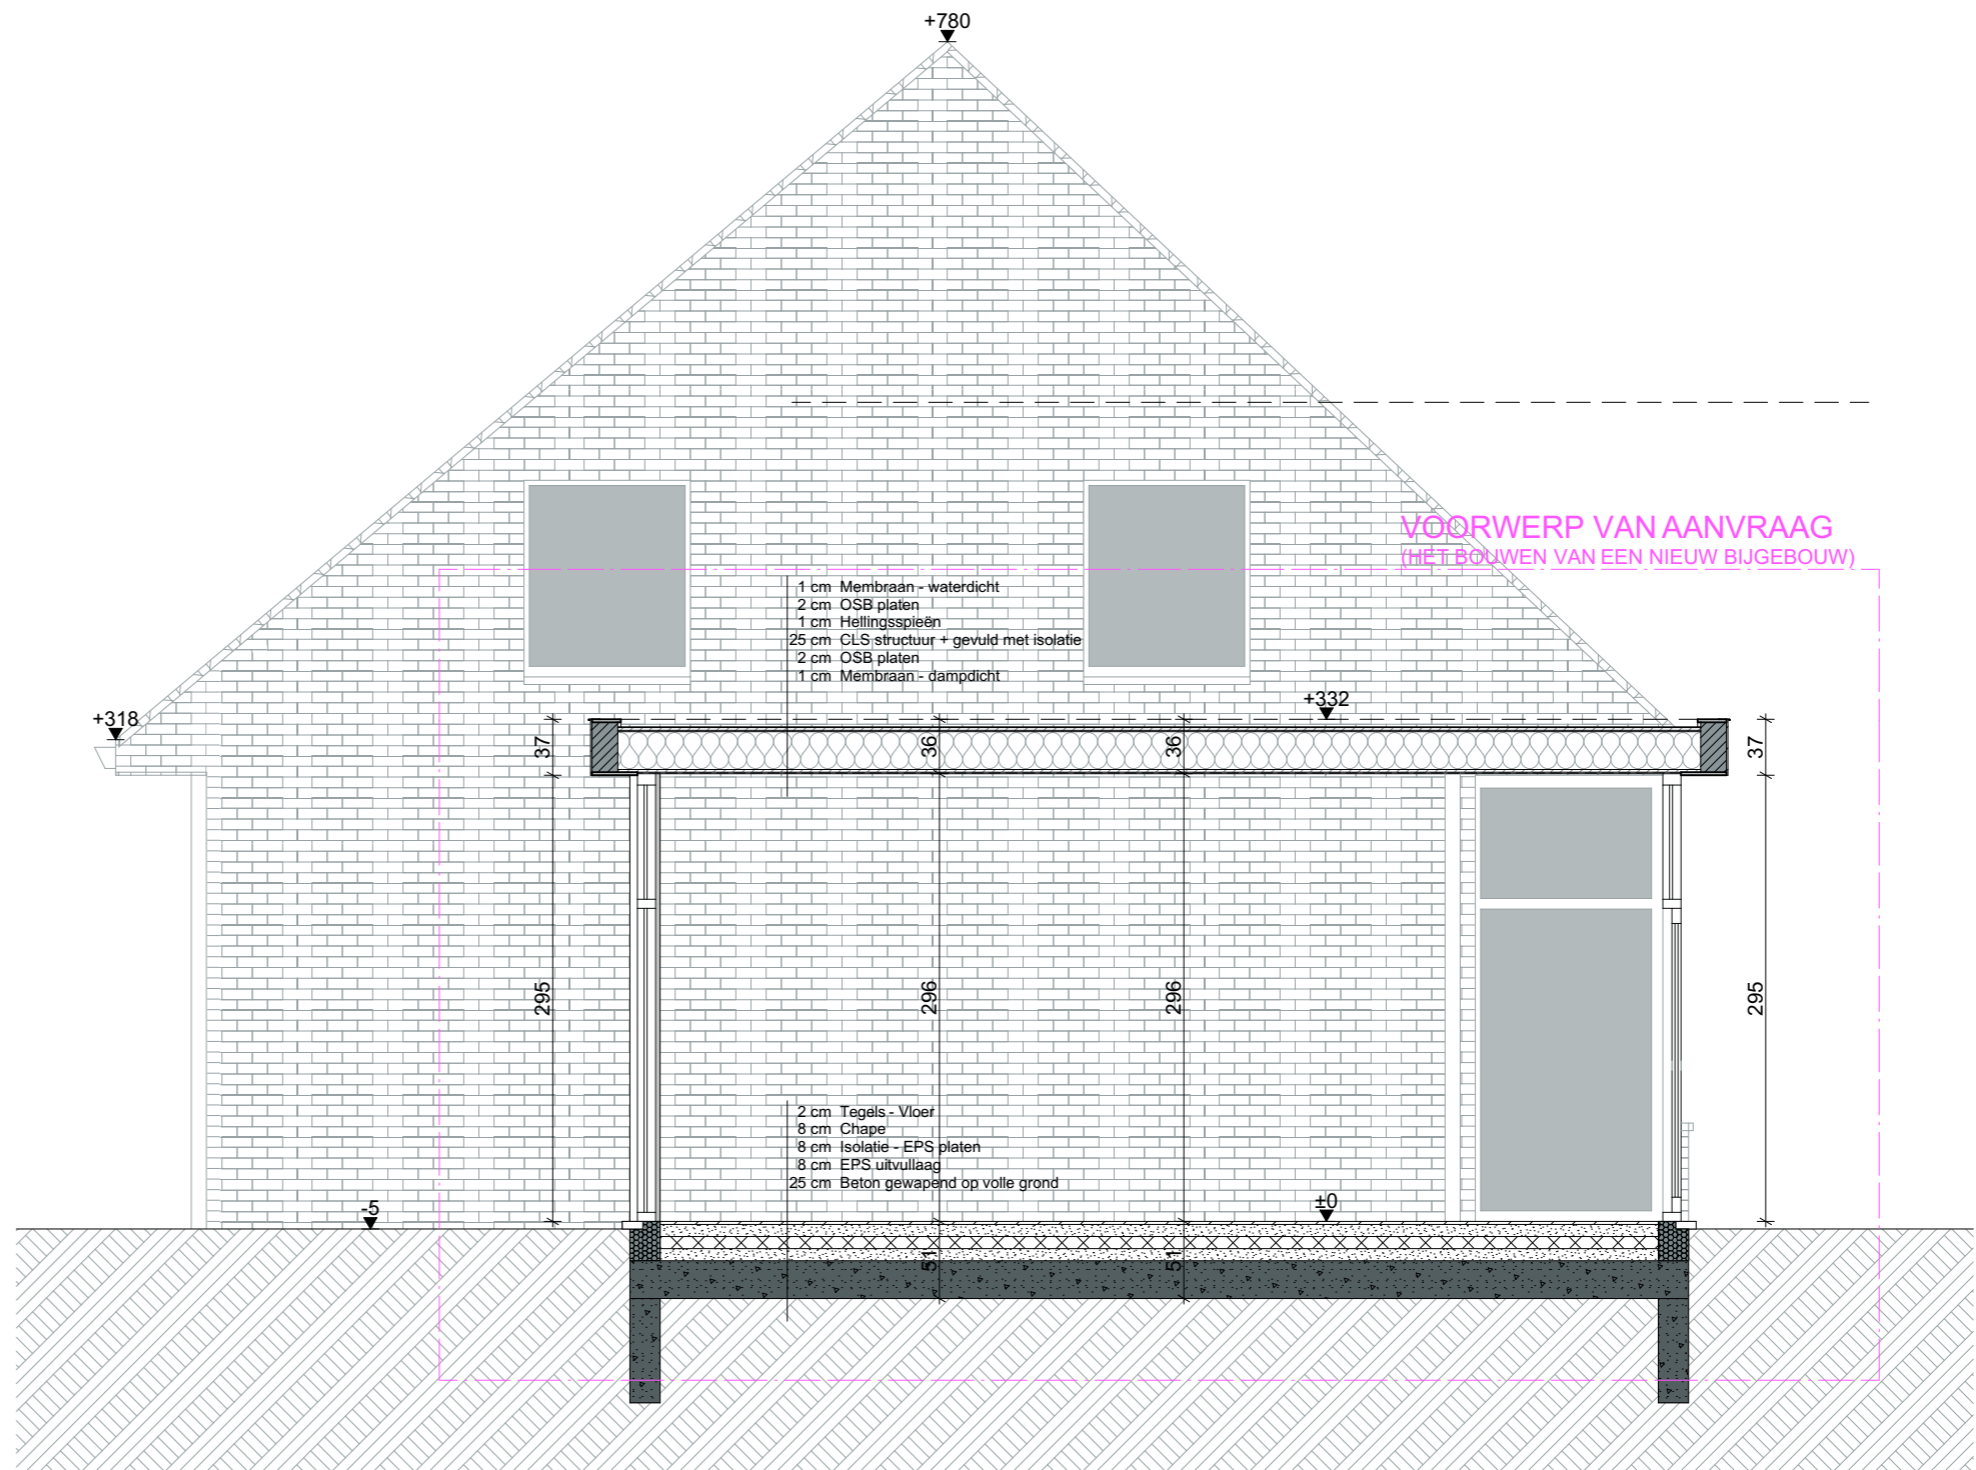 +780
VOORWERP VAN AANVRAAG
(HET BOUWEN VAN EEN NIEUW BIJGEBOUW)
1 cm Membraan - waterdicht
2 cm OSB platen
1 cm Hellingsspieën
25 cm CLS structuur + gevuld met isolatie
2 cm OSB platen
1 cm Membraan - dampdicht
+332
+318
37
36
36
37
295
296
296
295
2 cm Tegels - Vloer
8 cm Chape
8 cm Isolatie - EPS platen
8 cm EPS uitvullaag
25 cm Beton gewapend op volle grond
-5
±0
51
51